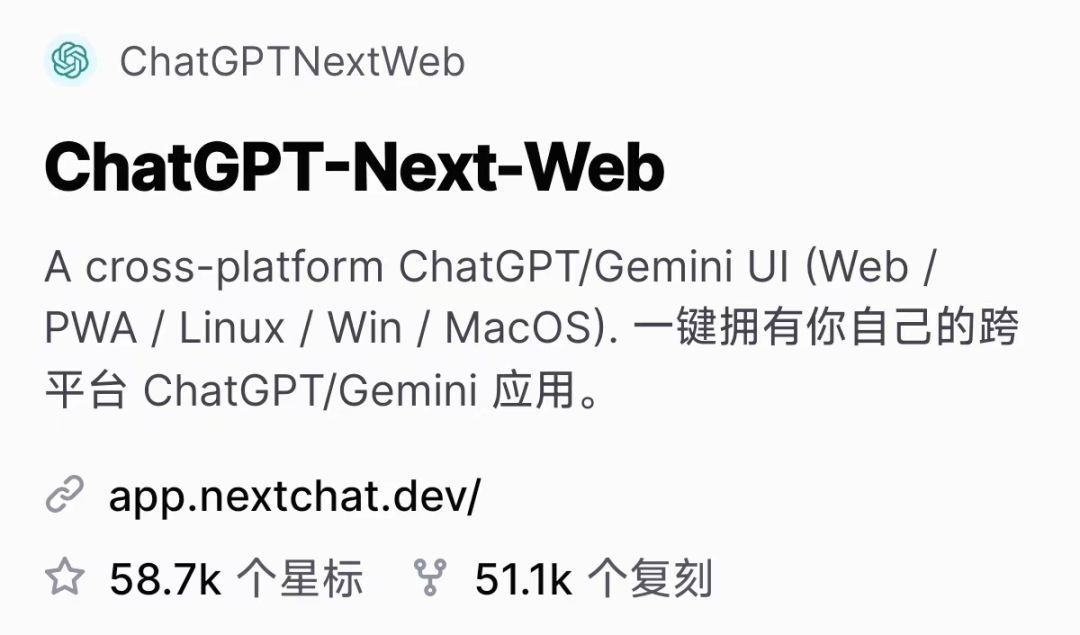 ChatGPTNextWeb
ChatGPT-Next-Web
A cross-platform ChatGPT/Gemini UI (Web /
PWA / Linux / Win / MacOS). 一键拥有你自己的跨
平台 ChatGPT/Gemini 应用。
app.nextchat.dev/
58.7k 个星标 51.1k 个复刻